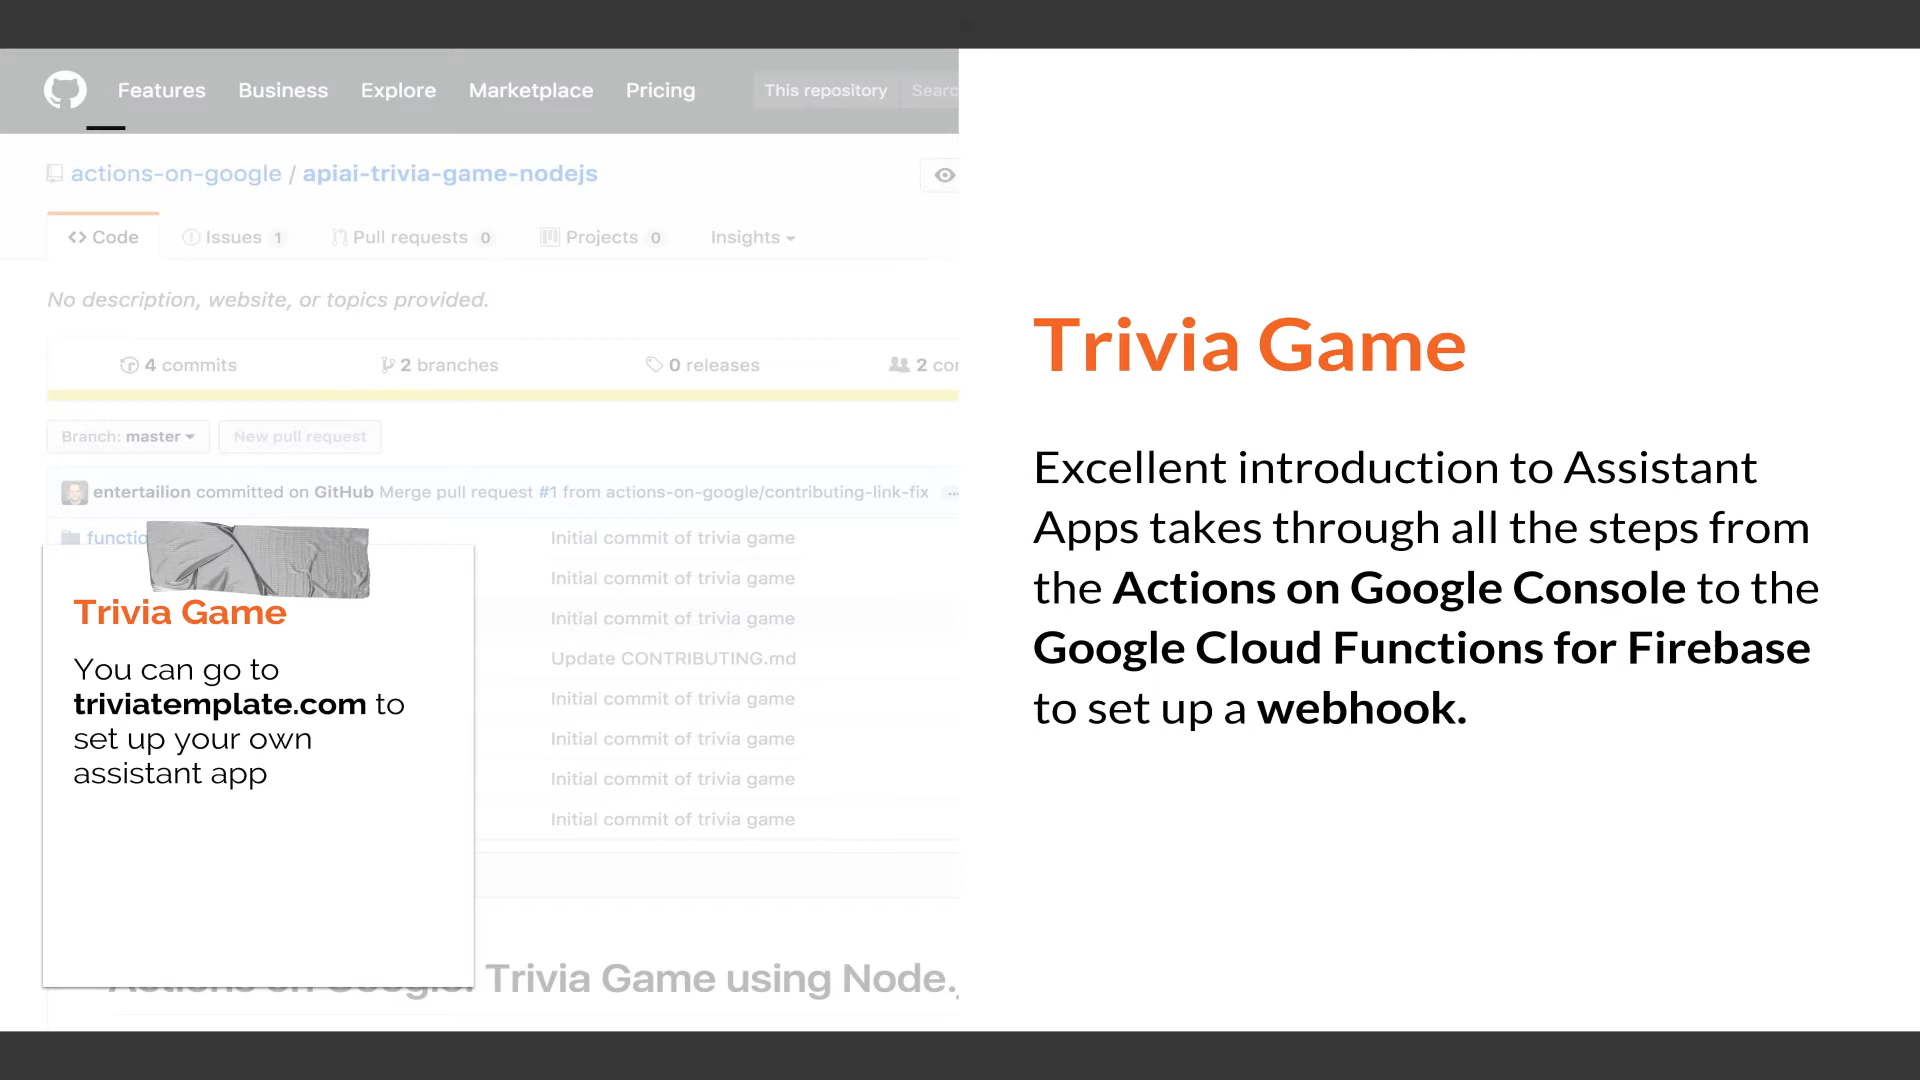 Features Business Explore Marketplace Pricing This repository Searc
actions-on-google / apiai-trivia-game-nodejs
Code Issues 1 Pull requests 0 Projects 0 Insights
No description, website, or topics provided.
4 commits 2 branches 0 releases 2 cor
Branch: master New pull request
entertailion committed on GitHub Merge pull request #1 from actions-on-google/contributing-link-fix ...
functio Initial commit of trivia game
Initial commit of trivia game
Initial commit of trivia game
Update CONTRIBUTING.md
Initial commit of trivia game
Initial commit of trivia game
Initial commit of trivia game
Initial commit of trivia game
Trivia Game using Node.
Trivia Game
You can go to
triviatemplate.com to
set up your own
assistant app
Trivia Game
Excellent introduction to Assistant
Apps takes through all the steps from
the Actions on Google Console to the
Google Cloud Functions for Firebase
to set up a webhook.